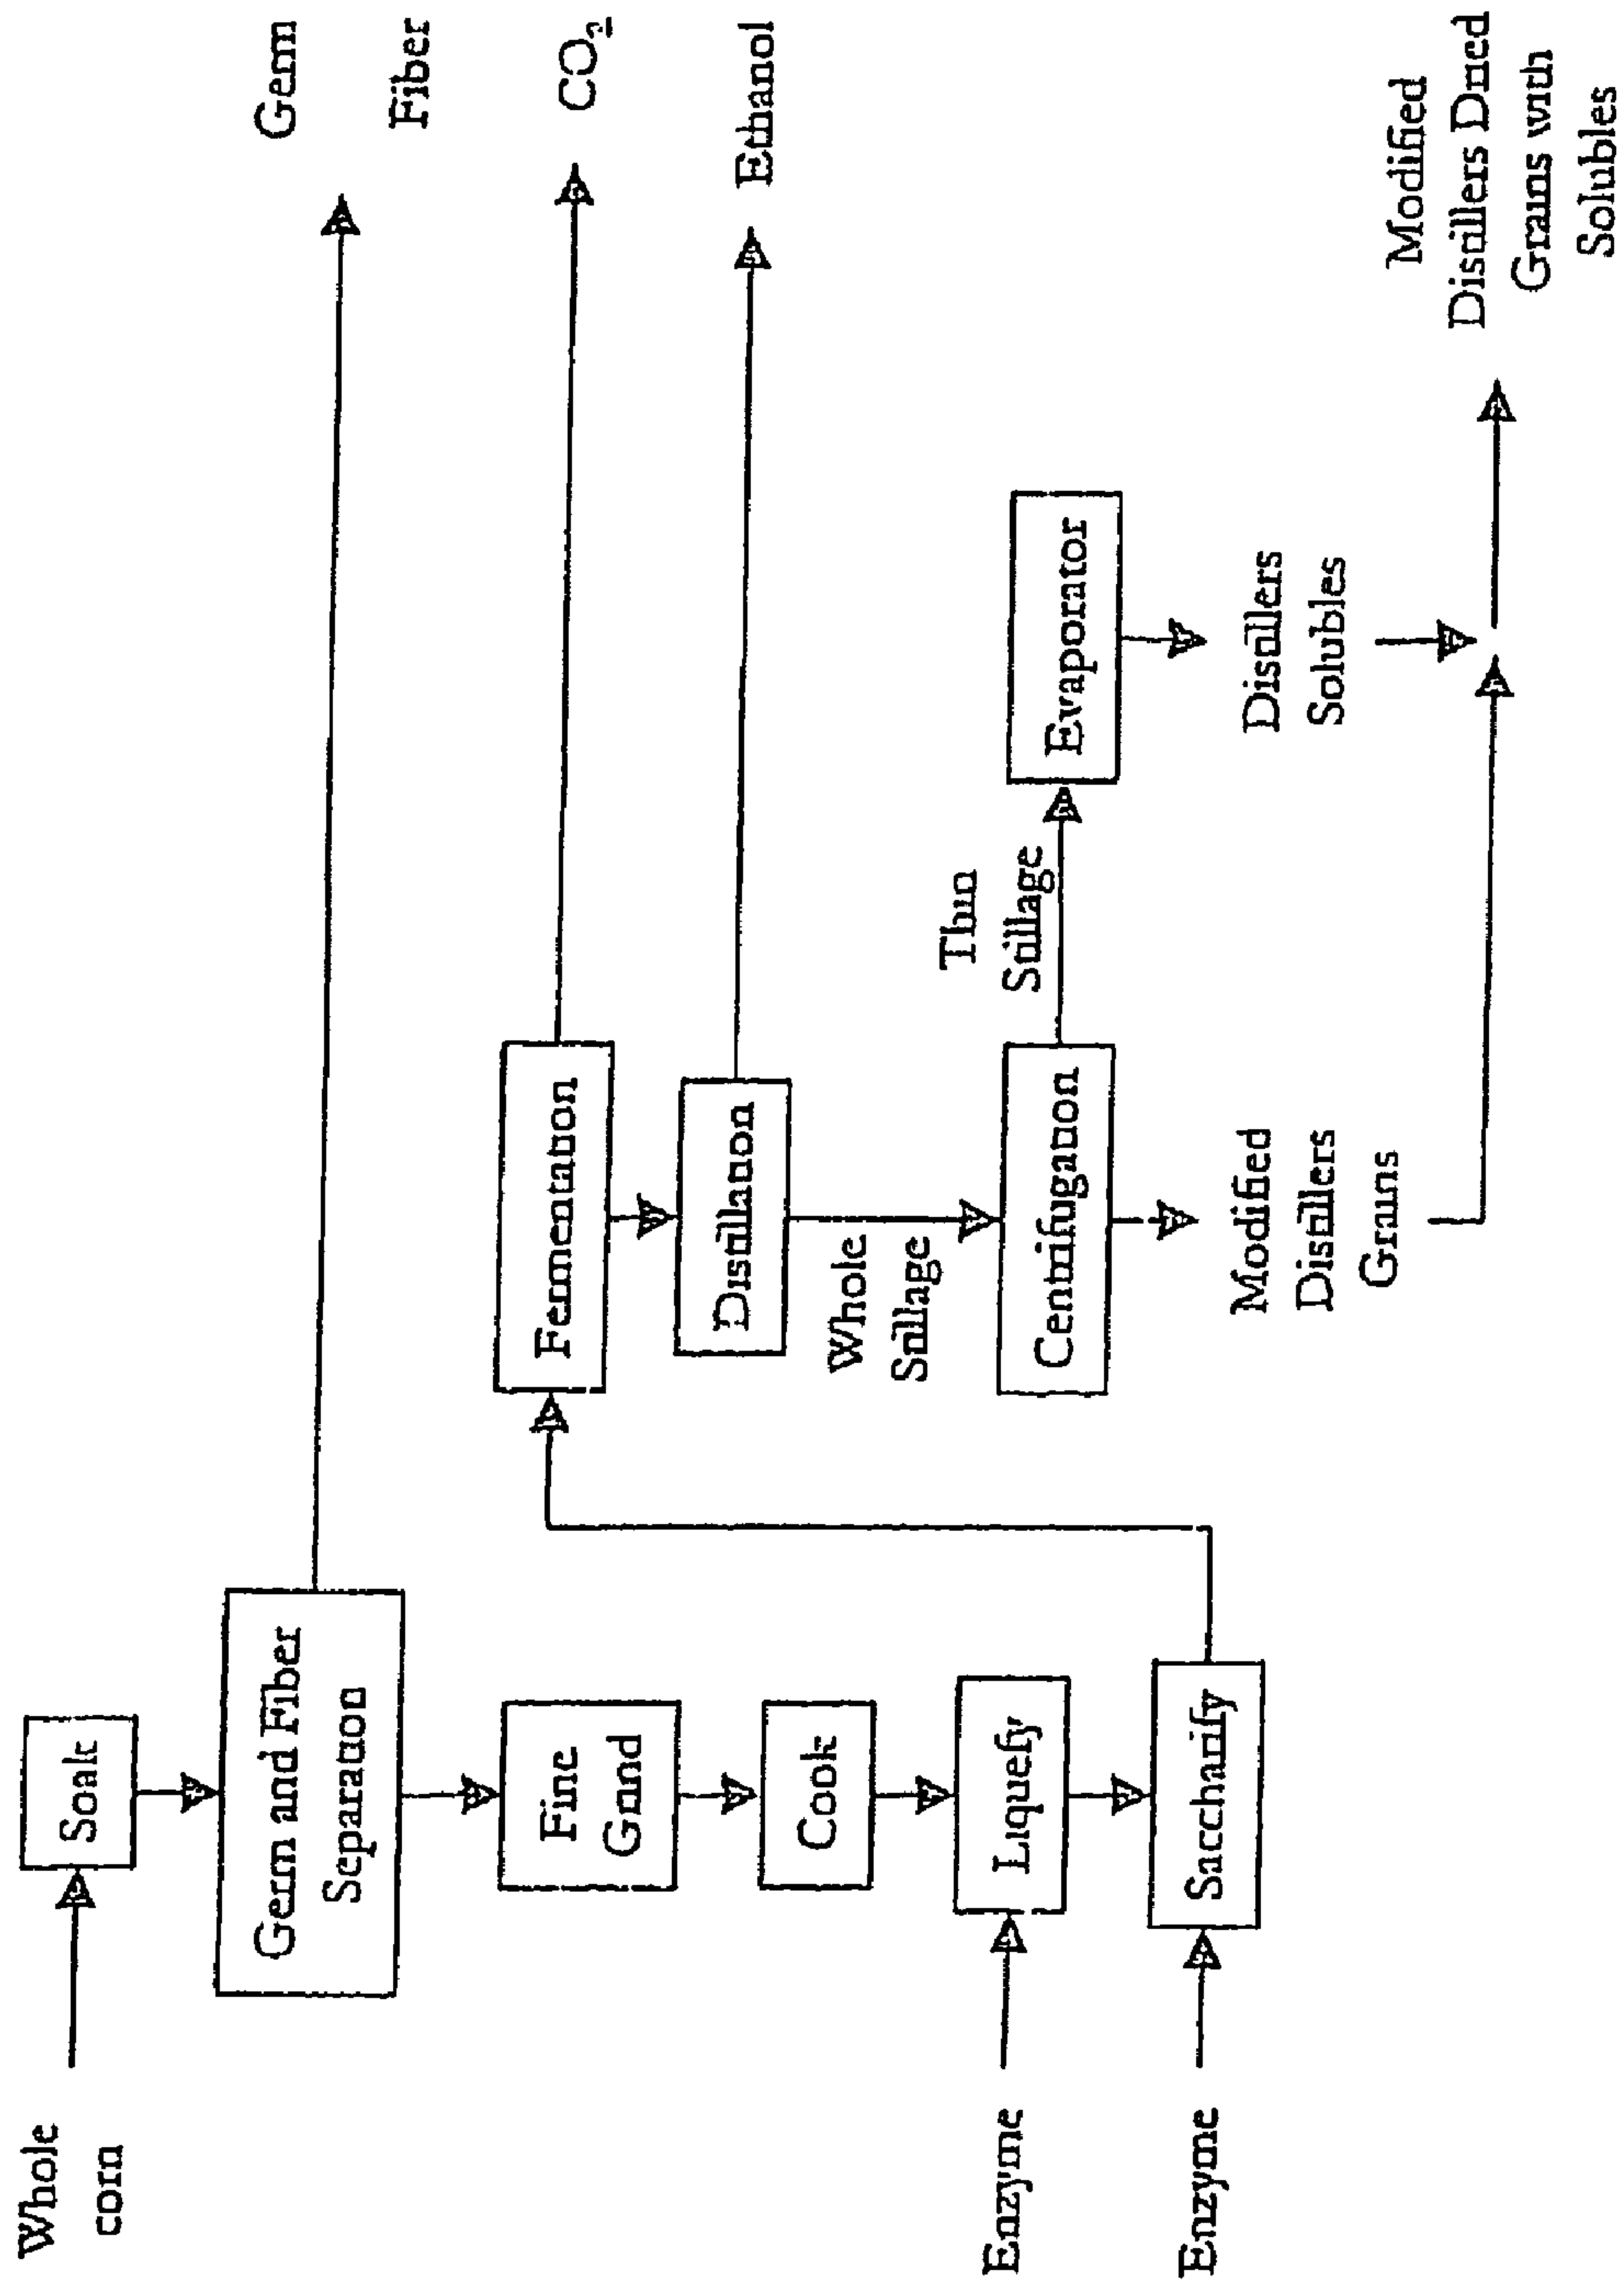 Whole
corn
Soak
Germ and Fiber
Separation
Germ
Fiber
Fine
Grind
Cook
Enzyme
Liquefy
Enzyme
Saccharify
Fermentation
CO₂
Distillation
Ethanol
Whole
Stillage
Centrifugation
Thin
Stillage
Evaporator
Modified
Distillers
Grains
Distillers
Solubles
Modified
Distillers Dried
Grains with
Solubles